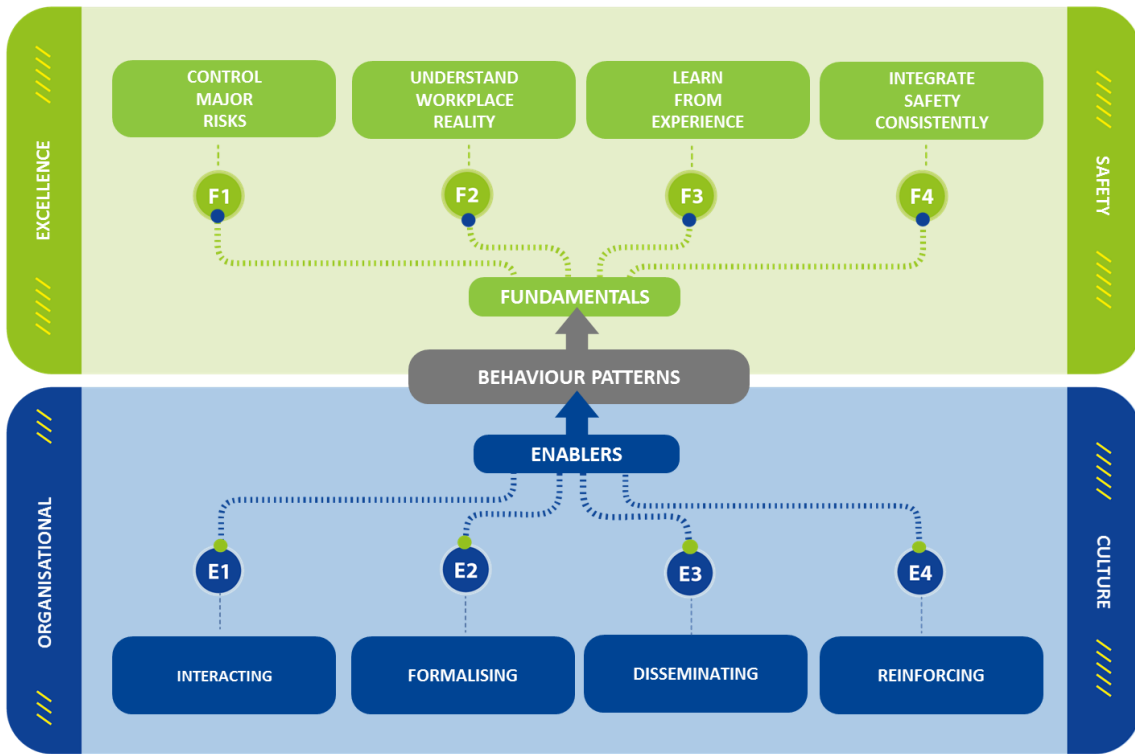 EXCELLENCE
SAFETY
CONTROL
MAJOR
RISKS
UNDERSTAND
WORKPLACE
REALITY
LEARN
FROM
EXPERIENCE
INTEGRATE
SAFETY
CONSISTENTLY
F1
F2
F3
F4
FUNDAMENTALS
BEHAVIOUR PATTERNS
ORGANISATIONAL
CULTURE
ENABLERS
E1
E2
E3
E4
INTERACTING
FORMALISING
DISSEMINATING
REINFORCING